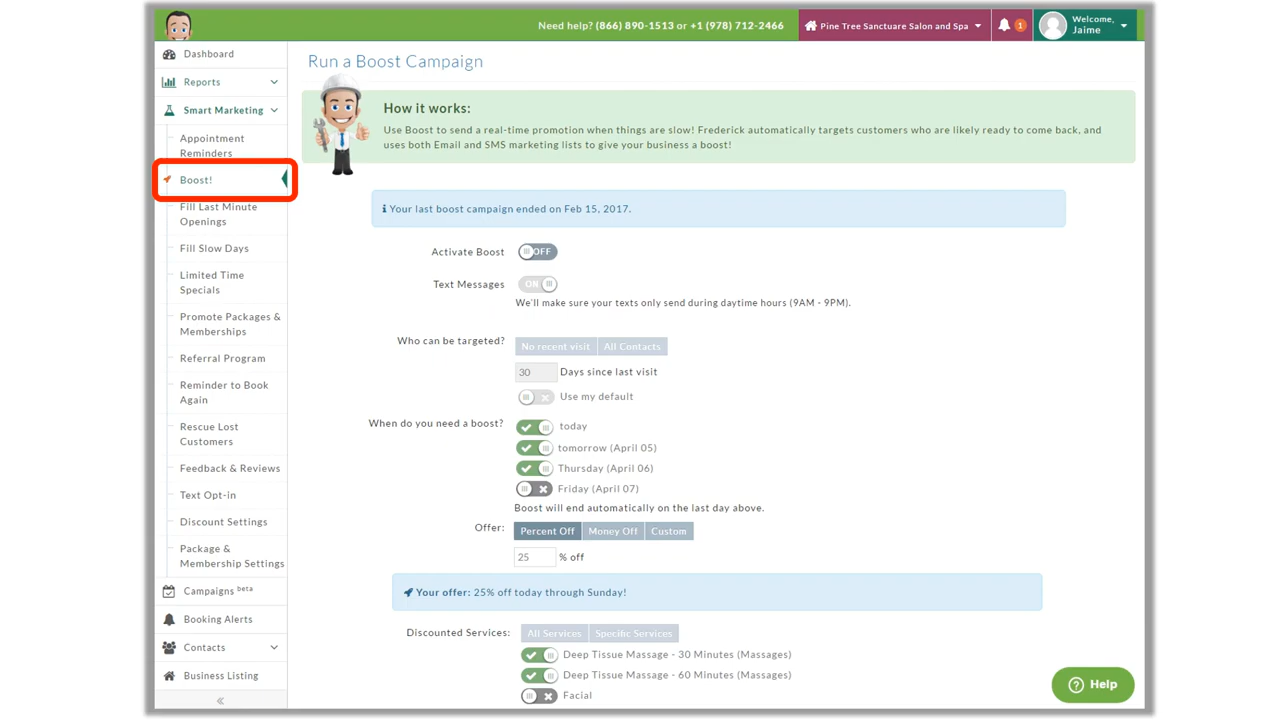 Need help? (866) 890-1513 or +1 (978) 712-2466
Pine Tree Sanctuare Salon and Spa
1
Welcome,
Jaime
Dashboard
Reports
Smart Marketing
Appointment
Reminders
Boost!
Fill Last Minute
Openings
Fill Slow Days
Limited Time
Specials
Promote Packages &
Memberships
Referral Program
Reminder to Book
Again
Rescue Lost
Customers
Feedback & Reviews
Text Opt-in
Discount Settings
Package &
Membership Settings
Campaigns beta
Booking Alerts
Contacts
Business Listing
Run a Boost Campaign
How it works:
Use Boost to send a real-time promotion when things are slow! Frederick automatically targets customers who are likely ready to come back, and
uses both Email and SMS marketing lists to give your business a boost!
Your last boost campaign ended on Feb 15, 2017.
Activate Boost OFF
Text Messages ON
We'll make sure your texts only send during daytime hours (9AM - 9PM).
Who can be targeted? No recent visit All Contacts
30 Days since last visit
Use my default
When do you need a boost? today
tomorrow (April 05)
Thursday (April 06)
Friday (April 07)
Boost will end automatically on the last day above.
Offer: Percent Off Money Off Custom
25 % off
Your offer: 25% off today through Sunday!
Discounted Services: All Services Specific Services
Deep Tissue Massage - 30 Minutes (Massages)
Deep Tissue Massage - 60 Minutes (Massages)
Facial
Help